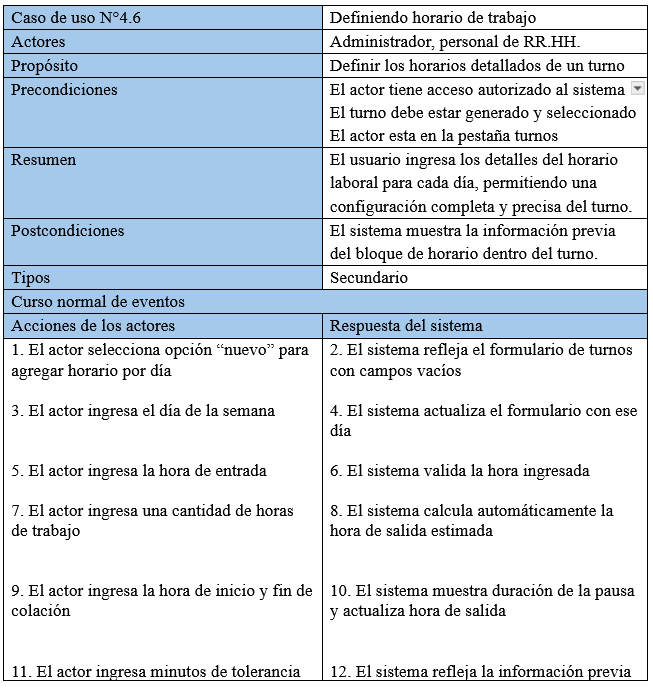 Caso de uso N°4.6
Definiendo horario de trabajo
Actores
Administrador, personal de RR.HH.
Propósito
Definir los horarios detallados de un turno
Precondiciones
El actor tiene acceso autorizado al sistema
El turno debe estar generado y seleccionado
El actor esta en la pestaña turnos
Resumen
El usuario ingresa los detalles del horario
laboral para cada día, permitiendo una
configuración completa y precisa del turno.
Postcondiciones
El sistema muestra la información previa
del bloque de horario dentro del turno.
Tipos
Secundario
Curso normal de eventos
Acciones de los actores
Respuesta del sistema
1. El actor selecciona opción “nuevo” para
agregar horario por día
2. El sistema refleja el formulario de turnos
con campos vacíos
3. El actor ingresa el día de la semana
4. El sistema actualiza el formulario con ese
día
5. El actor ingresa la hora de entrada
6. El sistema valida la hora ingresada
7. El actor ingresa una cantidad de horas
de trabajo
8. El sistema calcula automáticamente la
hora de salida estimada
9. El actor ingresa la hora de inicio y fin de
colación
10. El sistema muestra duración de la pausa
y actualiza hora de salida
11. El actor ingresa minutos de tolerancia
12. El sistema refleja la información previa